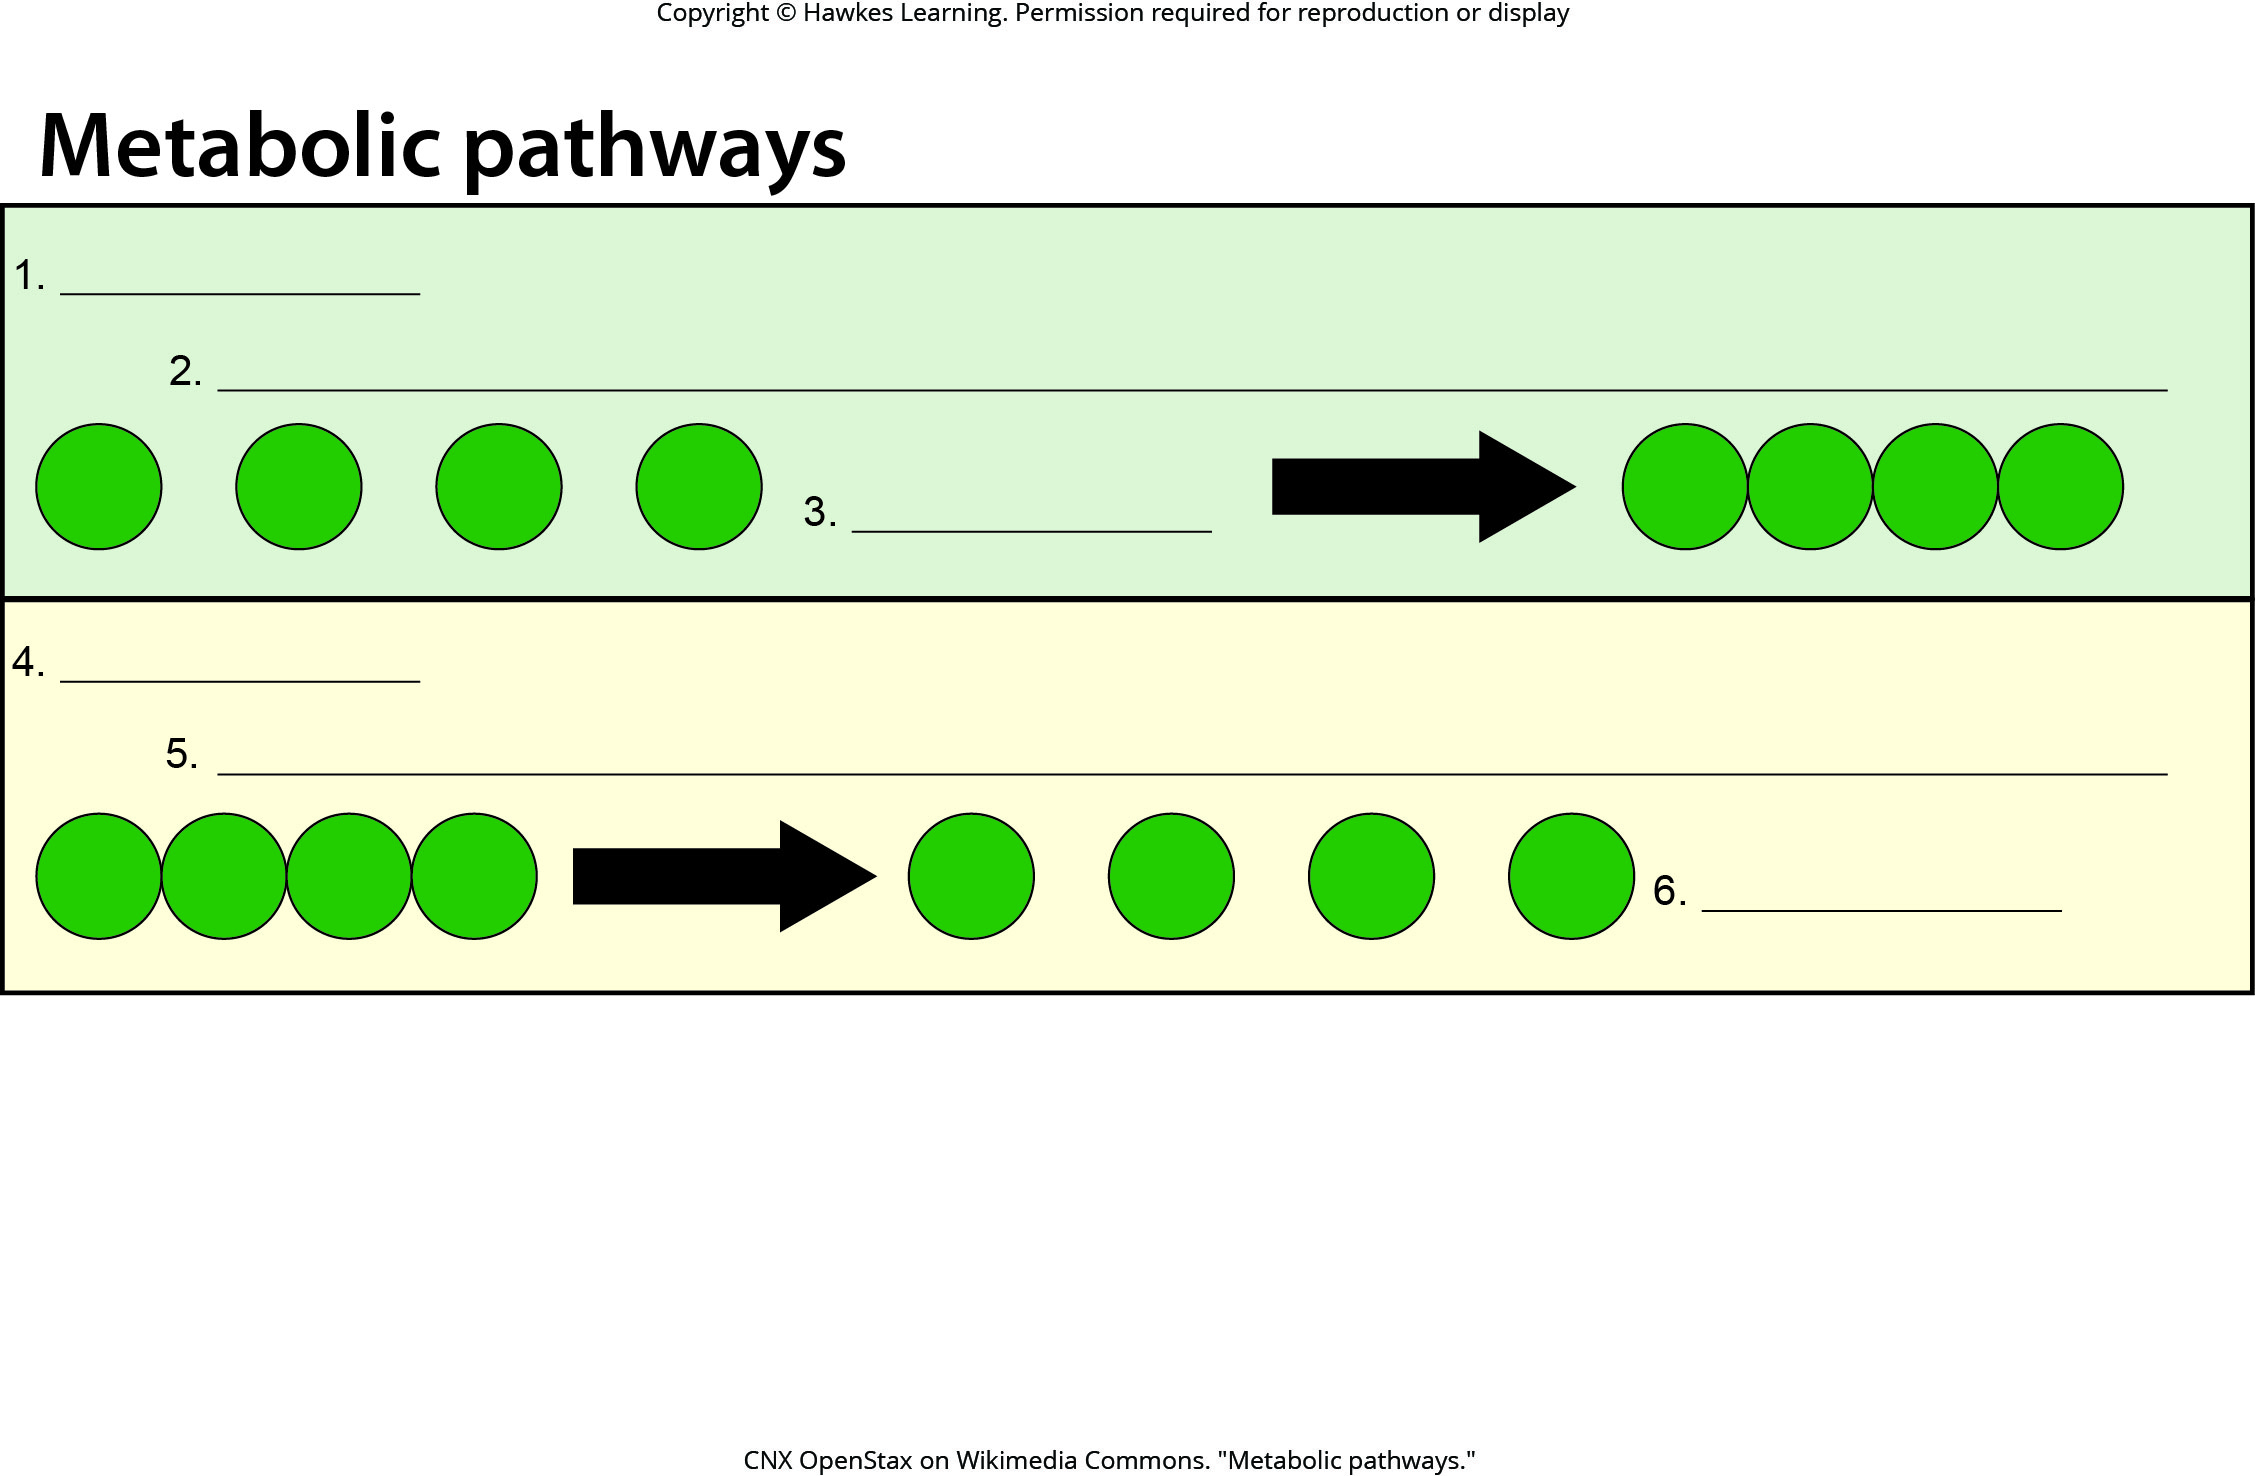 Copyright © Hawkes Learning. Permission required for reproduction or display
Metabolic pathways
1.
2.
3.
4.
5.
6.
CNX OpenStax on Wikimedia Commons. "Metabolic pathways."